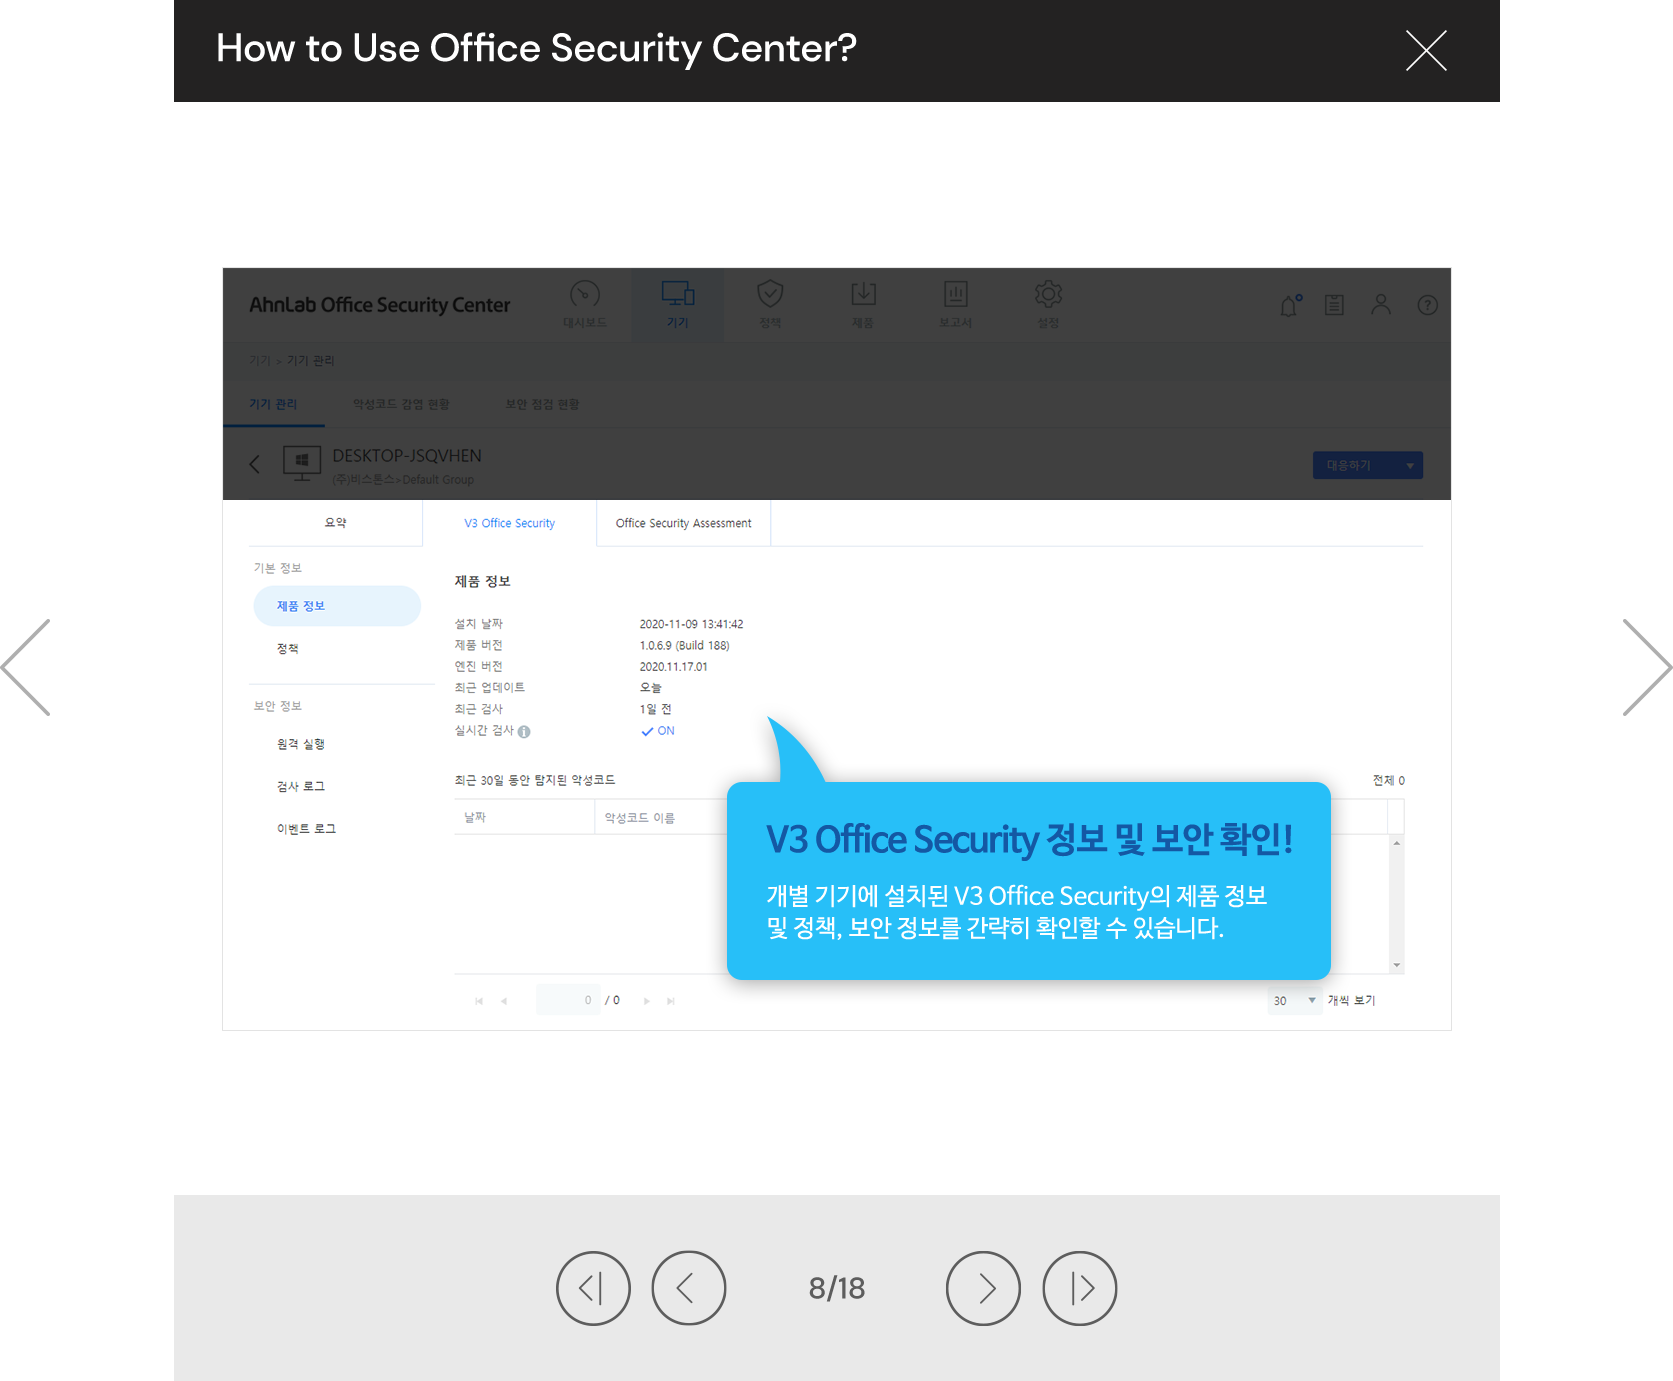 How to Use Office Security Center?
AhnLab Office Security Center
대시보드
기기
정책
제품
보고서
설정
기기 > 기기 관리
기기 관리
악성코드 감염 현황
보안 점검 현황
DESKTOP-JSQVHEN
(주)비스톤스>Default Group
대응하기
요약
V3 Office Security
Office Security Assessment
기본 정보
제품 정보
정책
보안 정보
원격 실행
검사 로그
이벤트 로그
제품 정보
설치 날짜 2020-11-09 13:41:42
제품 버전 1.0.6.9 (Build 188)
엔진 버전 2020.11.17.01
최근 업데이트 오늘
최근 검사 1일 전
실시간 검사 ON
최근 30일 동안 탐지된 악성코드
전체 0
날짜
악성코드 이름
V3 Office Security 정보 및 보안 확인!
개별 기기에 설치된 V3 Office Security의 제품 정보
및 정책, 보안 정보를 간략히 확인할 수 있습니다.
0 / 0
30 개씩 보기
8/18